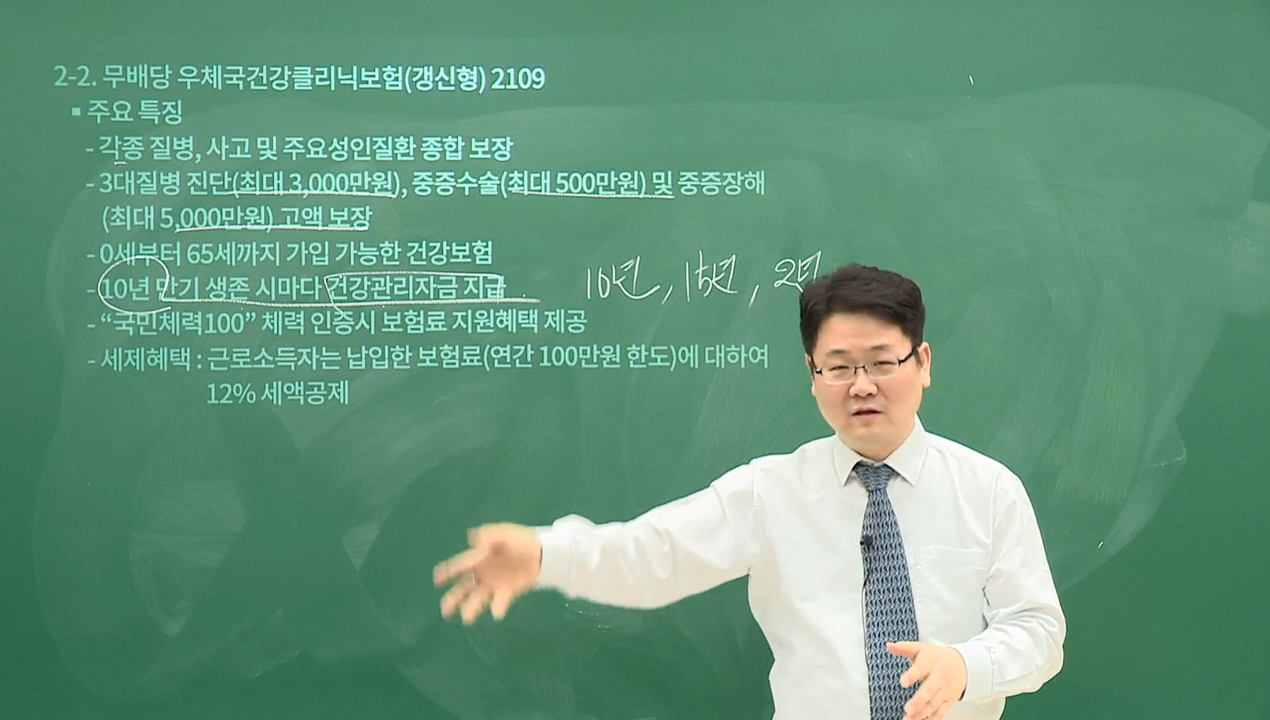 2-2. 무배당 우체국건강클리닉보험(갱신형) 2109
▪ 주요 특징
- 각종 질병, 사고 및 주요성인질환 종합 보장
- 3대질병 진단(최대 3,000만원), 중증수술(최대 500만원) 및 중증장해
(최대 5,000만원) 고액 보장
- 0세부터 65세까지 가입 가능한 건강보험
- 10년 만기 생존 시마다 건강관리자금 지급
10년, 15년, 2년
- “국민체력100” 체력 인증시 보험료 지원혜택 제공
- 세제혜택 : 근로소득자는 납입한 보험료(연간 100만원 한도)에 대하여
12% 세액공제